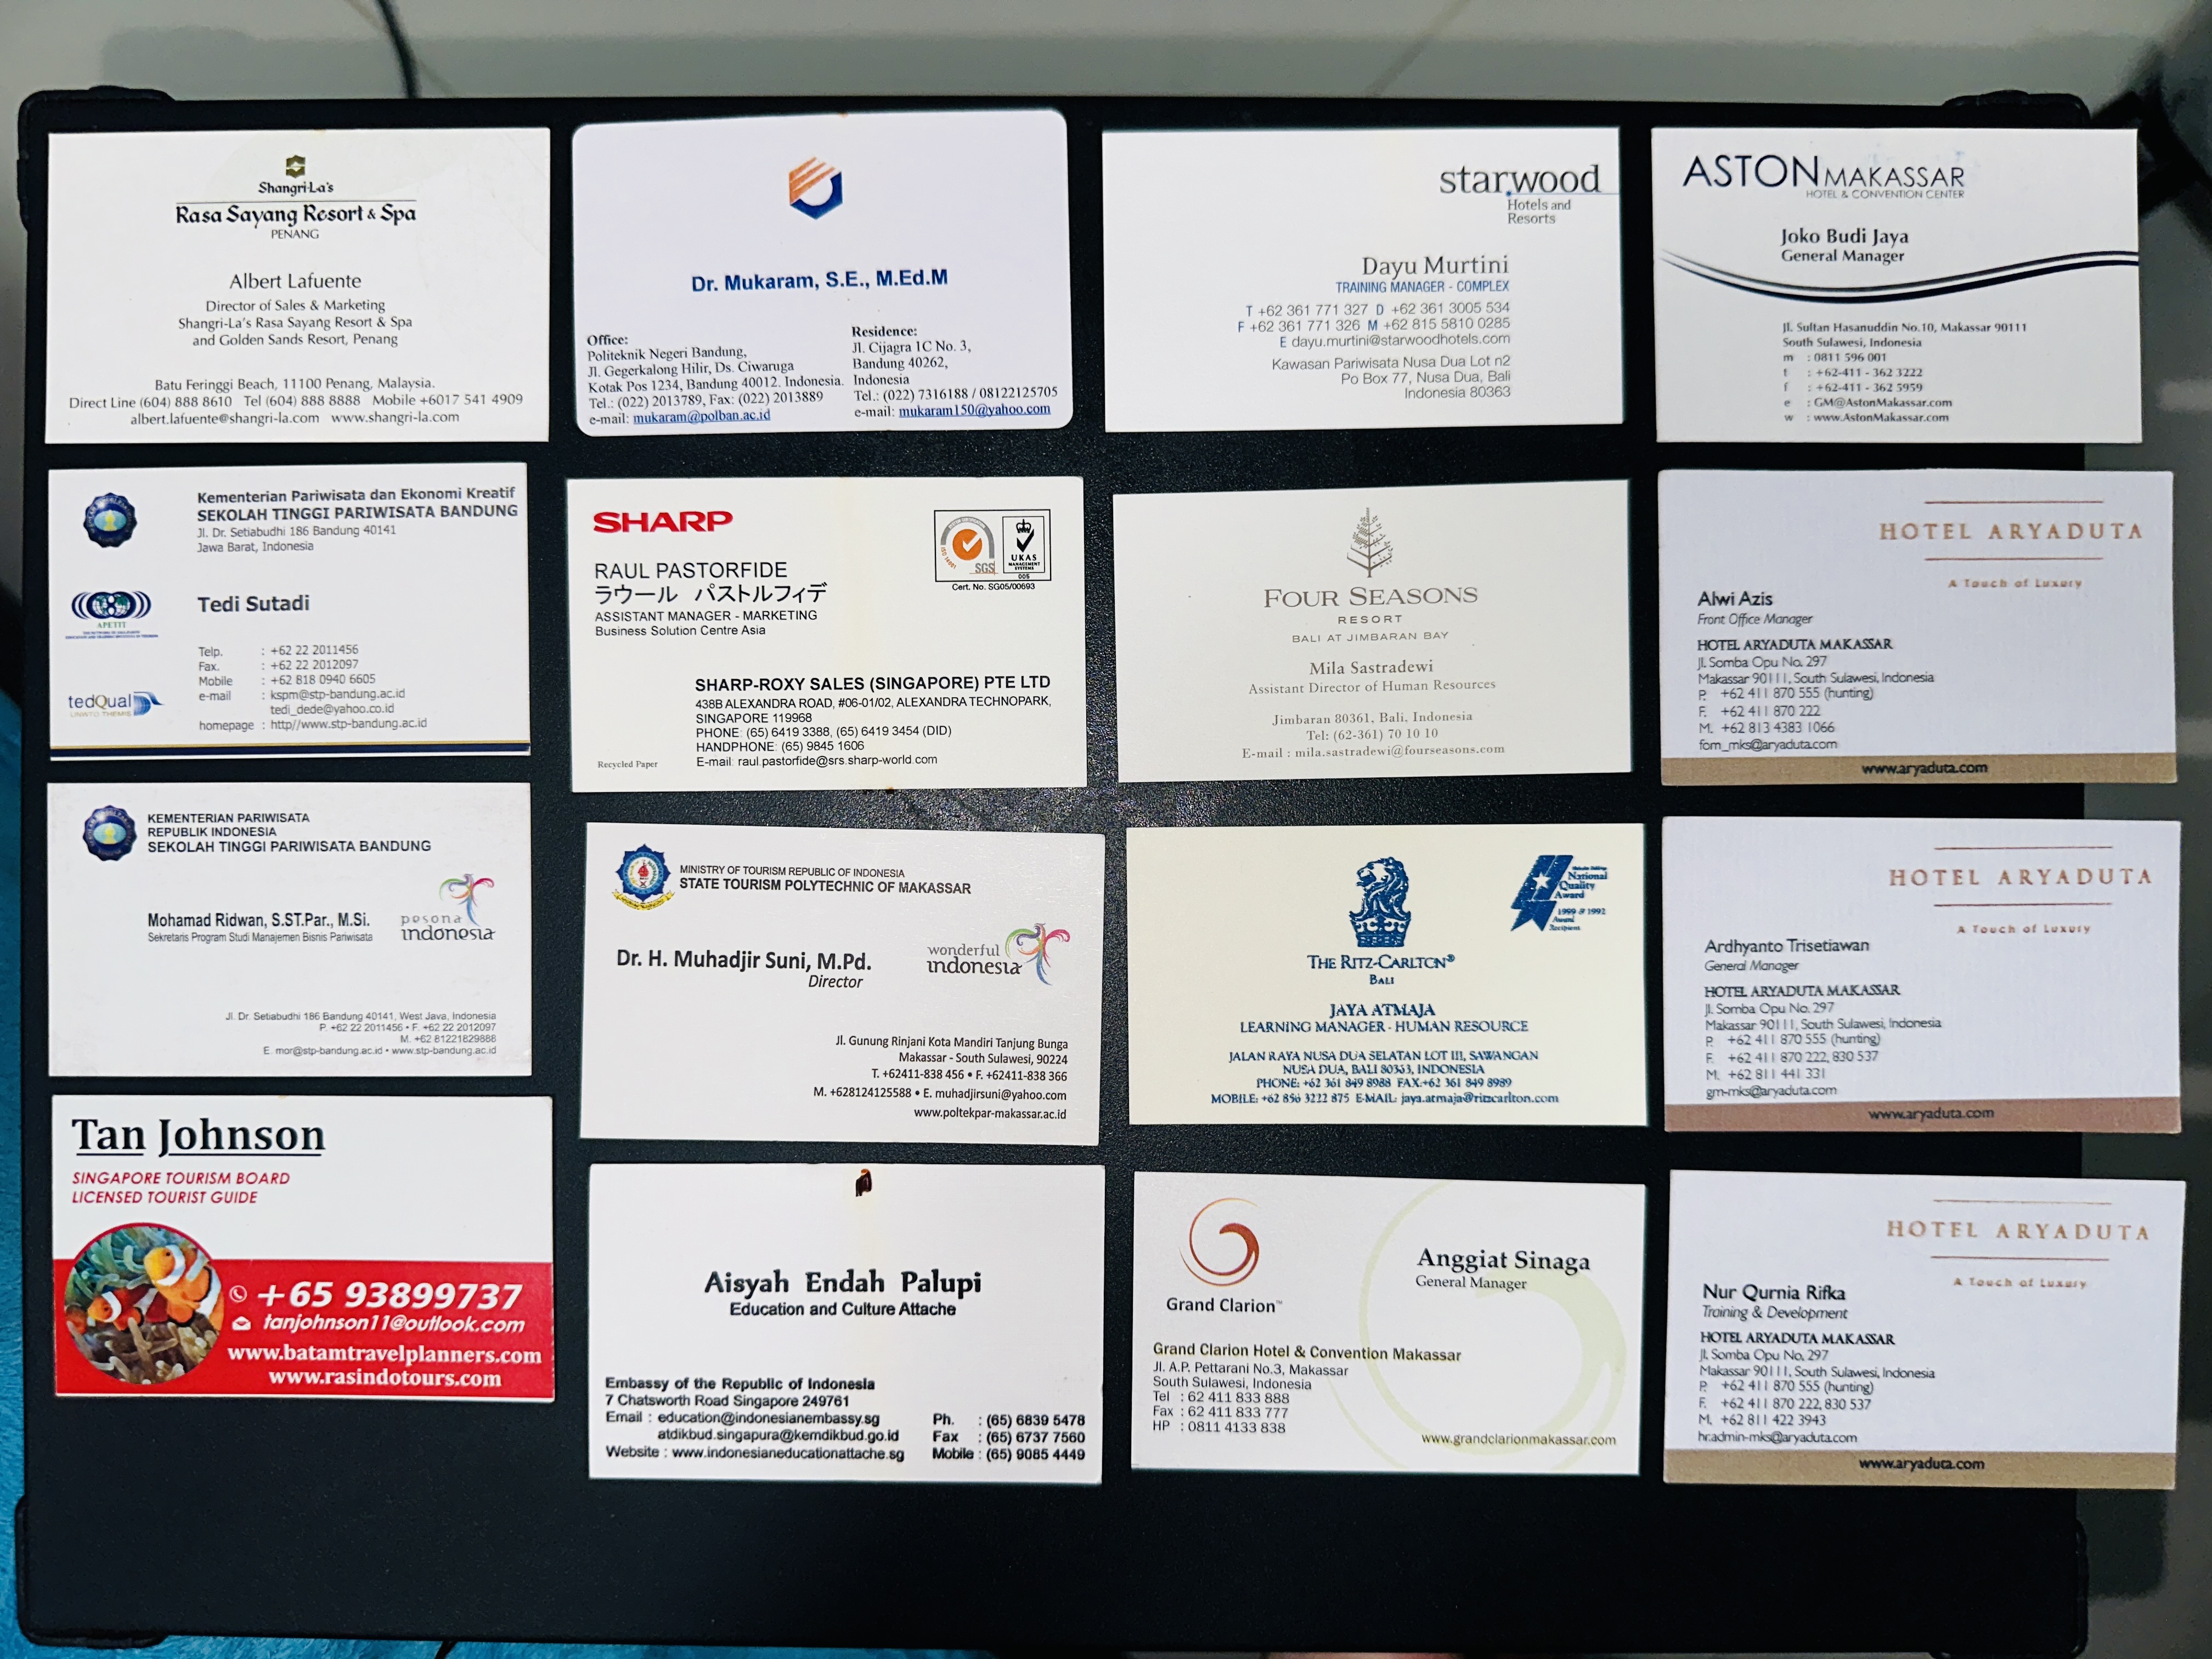 Shangri-La's
Rasa Sayang Resort & Spa
PENANG
Albert Lafuente
Director of Sales & Marketing
Shangri-La's Rasa Sayang Resort & Spa
and Golden Sands Resort, Penang
Batu Feringgi Beach, 11100 Penang, Malaysia.
Direct Line (604) 888 8610 Tel (604) 888 8888 Mobile +6017 541 4909
albert.lafuente@shangri-la.com www.shangri-la.com
Dr. Mukaram, S.E., M.Ed.M
Office:
Politeknik Negeri Bandung,
Jl. Gegerkalong Hilir, Ds. Ciwaruga
Kotak Pos 1234, Bandung 40012. Indonesia.
Tel.: (022) 2013789, Fax: (022) 2013889
e-mail: mukaram@polban.ac.id
Residence:
Jl. Cijagra 1C No. 3,
Bandung 40262,
Indonesia
Tel.: (022) 7316188 / 08122125705
e-mail: mukaram150@yahoo.com
starwood
Hotels and
Resorts
Dayu Murtini
TRAINING MANAGER - COMPLEX
T +62 361 771 327 D +62 361 3005 534
F +62 361 771 326 M +62 815 5810 0285
E dayu.murtini@starwoodhotels.com
Kawasan Pariwisata Nusa Dua Lot n2
Po Box 77, Nusa Dua, Bali
Indonesia 80363
ASTON MAKASSAR
HOTEL & CONVENTION CENTER
Joko Budi Jaya
General Manager
Jl. Sultan Hasanuddin No.10, Makassar 90111
South Sulawesi, Indonesia
m : 0811 596 001
t : +62-411 - 362 3222
f : +62-411 - 362 5959
e : GM@AstonMakassar.com
w : www.AstonMakassar.com
Kementerian Pariwisata dan Ekonomi Kreatif
SEKOLAH TINGGI PARIWISATA BANDUNG
Jl. Dr. Setiabudhi 186 Bandung 40141
Jawa Barat, Indonesia
APETIT
tedQual
UNWTO THEMIS
Tedi Sutadi
Telp. : +62 22 2011456
Fax. : +62 22 2012097
Mobile : +62 818 0940 6605
e-mail : kspm@stp-bandung.ac.id
tedi_dede@yahoo.co.id
homepage : http//www.stp-bandung.ac.id
SHARP
SGS
UKAS
MANAGEMENT
SYSTEMS
005
Cert. No. SG05/00693
RAUL PASTORFIDE
ラウール パストルフィデ
ASSISTANT MANAGER - MARKETING
Business Solution Centre Asia
SHARP-ROXY SALES (SINGAPORE) PTE LTD
438B ALEXANDRA ROAD, #06-01/02, ALEXANDRA TECHNOPARK,
SINGAPORE 119968
PHONE: (65) 6419 3388, (65) 6419 3454 (DID)
HANDPHONE: (65) 9845 1606
E-mail: raul.pastorfide@srs.sharp-world.com
Recycled Paper
FOUR SEASONS
RESORT
BALI AT JIMBARAN BAY
Mila Sastradewi
Assistant Director of Human Resources
Jimbaran 80361, Bali, Indonesia
Tel: (62-361) 70 10 10
E-mail : mila.sastradewi@fourseasons.com
HOTEL ARYADUTA
A Touch of Luxury
Alwi Azis
Front Office Manager
HOTEL ARYADUTA MAKASSAR
Jl. Somba Opu No. 297
Makassar 90111, South Sulawesi, Indonesia
P. +62 411 870 555 (hunting)
F. +62 411 870 222
M. +62 813 4383 1066
fom_mks@aryaduta.com
www.aryaduta.com
KEMENTERIAN PARIWISATA
REPUBLIK INDONESIA
SEKOLAH TINGGI PARIWISATA BANDUNG
pesona
indonesia
Mohamad Ridwan, S.ST.Par., M.Si.
Sekretaris Program Studi Manajemen Bisnis Pariwisata
Jl. Dr. Setiabudhi 186 Bandung 40141, West Java, Indonesia
P. +62 22 2011456 • F. +62 22 2012097
M. +62 81221829888
E. mor@stp-bandung.ac.id • www.stp-bandung.ac.id
MINISTRY OF TOURISM REPUBLIC OF INDONESIA
STATE TOURISM POLYTECHNIC OF MAKASSAR
wonderful
indonesia
Dr. H. Muhadjir Suni, M.Pd.
Director
Jl. Gunung Rinjani Kota Mandiri Tanjung Bunga
Makassar - South Sulawesi, 90224
T. +62411-838 456 • F. +62411-838 366
M. +628124125588 • E. muhadjirsuni@yahoo.com
www.poltekpar-makassar.ac.id
National
Quality
Award
1999 & 1992
Award
Recipient
THE RITZ-CARLTON®
BALI
JAYA ATMAJA
LEARNING MANAGER - HUMAN RESOURCE
JALAN RAYA NUSA DUA SELATAN LOT III, SAWANGAN
NUSA DUA, BALI 80363, INDONESIA
PHONE: +62 361 849 8988 FAX:+62 361 849 8989
MOBILE: +62 856 3222 875 E-MAIL: jaya.atmaja@ritzcarlton.com
HOTEL ARYADUTA
A Touch of Luxury
Ardhyanto Trisetiawan
General Manager
HOTEL ARYADUTA MAKASSAR
Jl. Somba Opu No. 297
Makassar 90111, South Sulawesi, Indonesia
P. +62 411 870 555 (hunting)
F. +62 411 870 222, 830 537
M. +62 811 441 331
gm-mks@aryaduta.com
www.aryaduta.com
Tan Johnson
SINGAPORE TOURISM BOARD
LICENSED TOURIST GUIDE
+65 93899737
tanjohnson11@outlook.com
www.batamtravelplanners.com
www.rasindotours.com
Aisyah Endah Palupi
Education and Culture Attache
Embassy of the Republic of Indonesia
7 Chatsworth Road Singapore 249761
Email : education@indonesianembassy.sg
atdikbud.singapura@kemdikbud.go.id
Website : www.indonesianeducationattache.sg
Ph. : (65) 6839 5478
Fax : (65) 6737 7560
Mobile : (65) 9085 4449
Grand Clarion™
Anggiat Sinaga
General Manager
Grand Clarion Hotel & Convention Makassar
Jl. A.P. Pettarani No.3, Makassar
South Sulawesi, Indonesia
Tel : 62 411 833 888
Fax : 62 411 833 777
HP : 0811 4133 838
www.grandclarionmakassar.com
HOTEL ARYADUTA
A Touch of Luxury
Nur Qurnia Rifka
Training & Development
HOTEL ARYADUTA MAKASSAR
Jl. Somba Opu No. 297
Makassar 90111, South Sulawesi, Indonesia
P. +62 411 870 555 (hunting)
F. +62 411 870 222, 830 537
M. +62 811 422 3943
hr.admin-mks@aryaduta.com
www.aryaduta.com